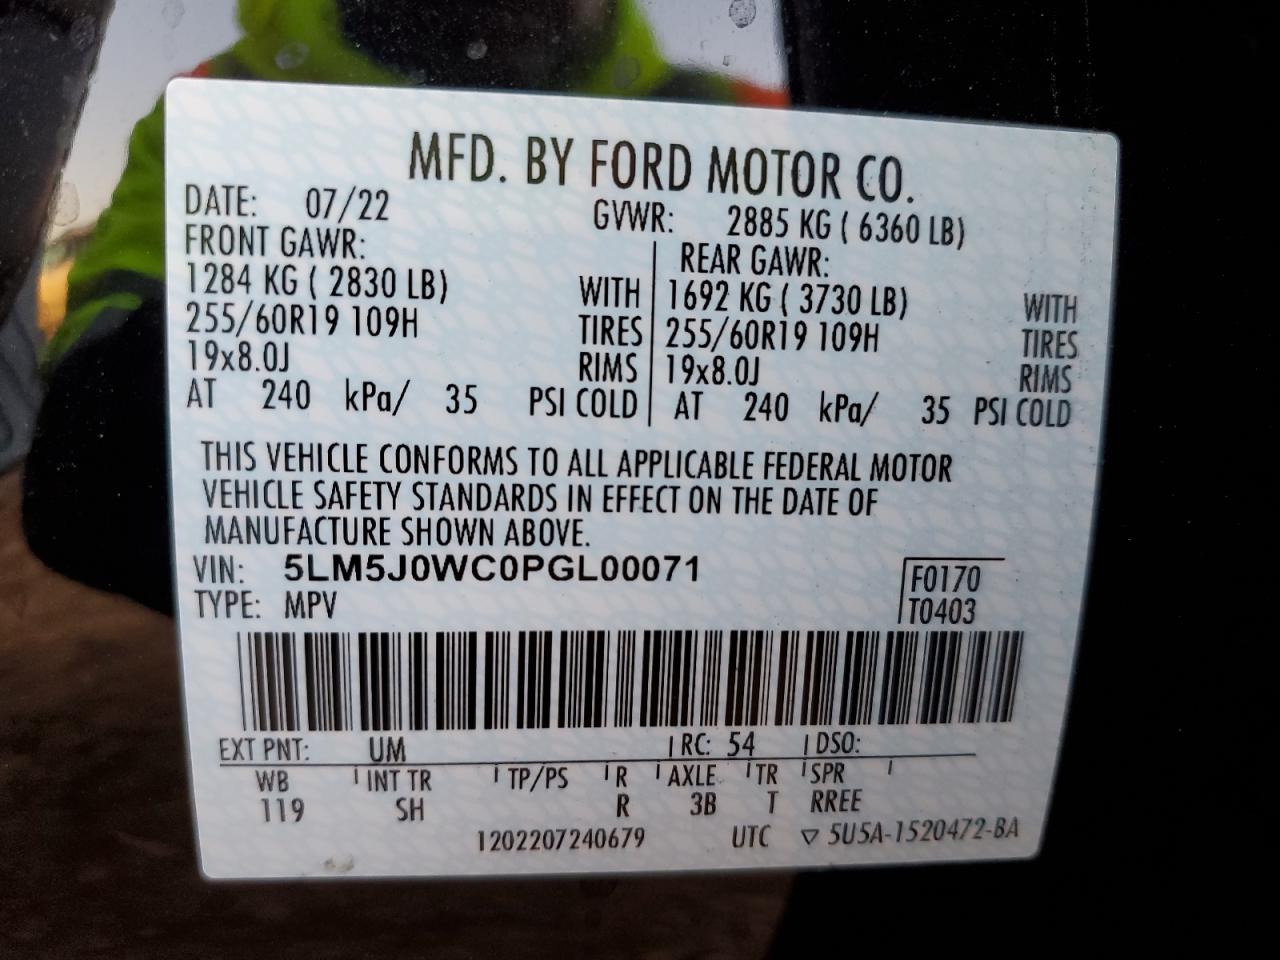 MFD. BY FORD MOTOR CO.
DATE: 07/22 GVWR: 2885 KG ( 6360 LB)
FRONT GAWR: REAR GAWR:
1284 KG ( 2830 LB) WITH 1692 KG ( 3730 LB) WITH
255/60R19 109H TIRES 255/60R19 109H TIRES
19x8.0J RIMS 19x8.0J RIMS
AT 240 kPa/ 35 PSI COLD AT 240 kPa/ 35 PSI COLD
THIS VEHICLE CONFORMS TO ALL APPLICABLE FEDERAL MOTOR
VEHICLE SAFETY STANDARDS IN EFFECT ON THE DATE OF
MANUFACTURE SHOWN ABOVE.
VIN: 5LM5J0WC0PGL00071 F0170
TYPE: MPV T0403
EXT PNT: UM RC: 54 DSO:
WB INT TR TP/PS R AXLE TR SPR
119 SH R 3B T RREE
1202207240679 UTC ▽ 5U5A-1520472-BA